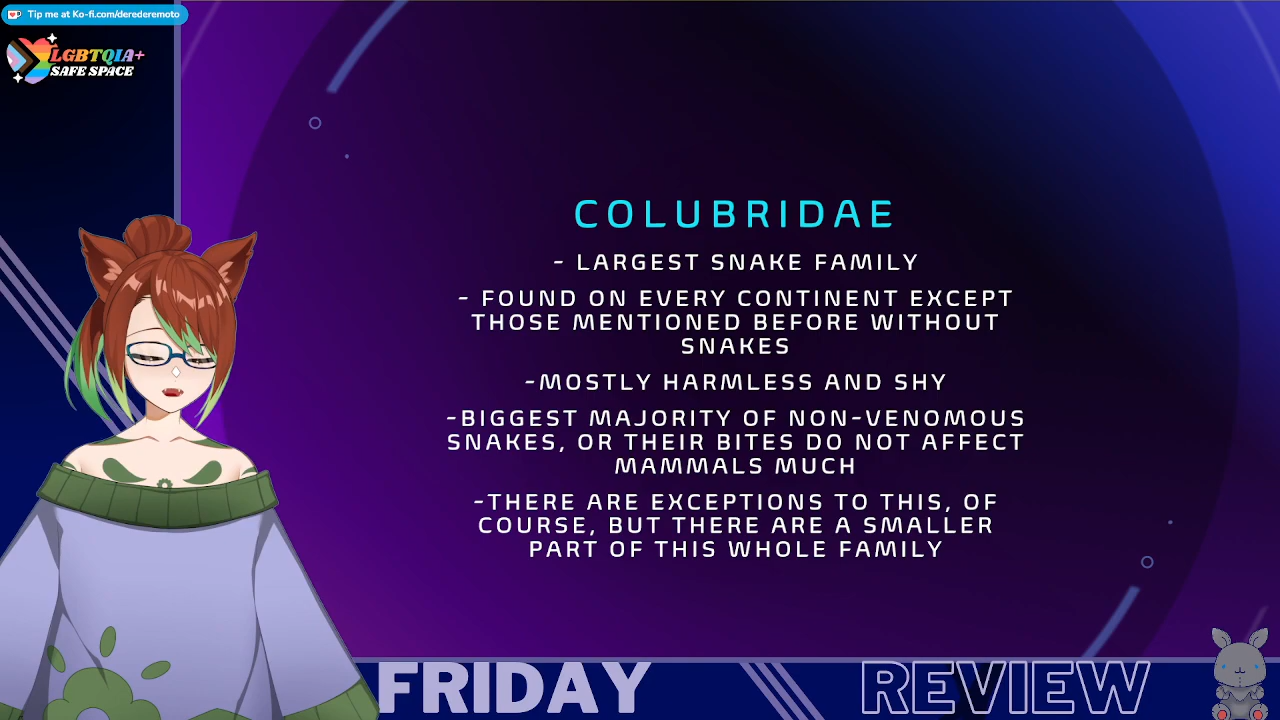 Tip me at Ko-fi.com/derederemoto
LGBTQIA+
SAFE SPACE
COLUBRIDAE
- LARGEST SNAKE FAMILY
- FOUND ON EVERY CONTINENT EXCEPT
THOSE MENTIONED BEFORE WITHOUT
SNAKES
-MOSTLY HARMLESS AND SHY
-BIGGEST MAJORITY OF NON-VENOMOUS
SNAKES, OR THEIR BITES DO NOT AFFECT
MAMMALS MUCH
-THERE ARE EXCEPTIONS TO THIS, OF
COURSE, BUT THERE ARE A SMALLER
PART OF THIS WHOLE FAMILY
FRIDAY REVIEW